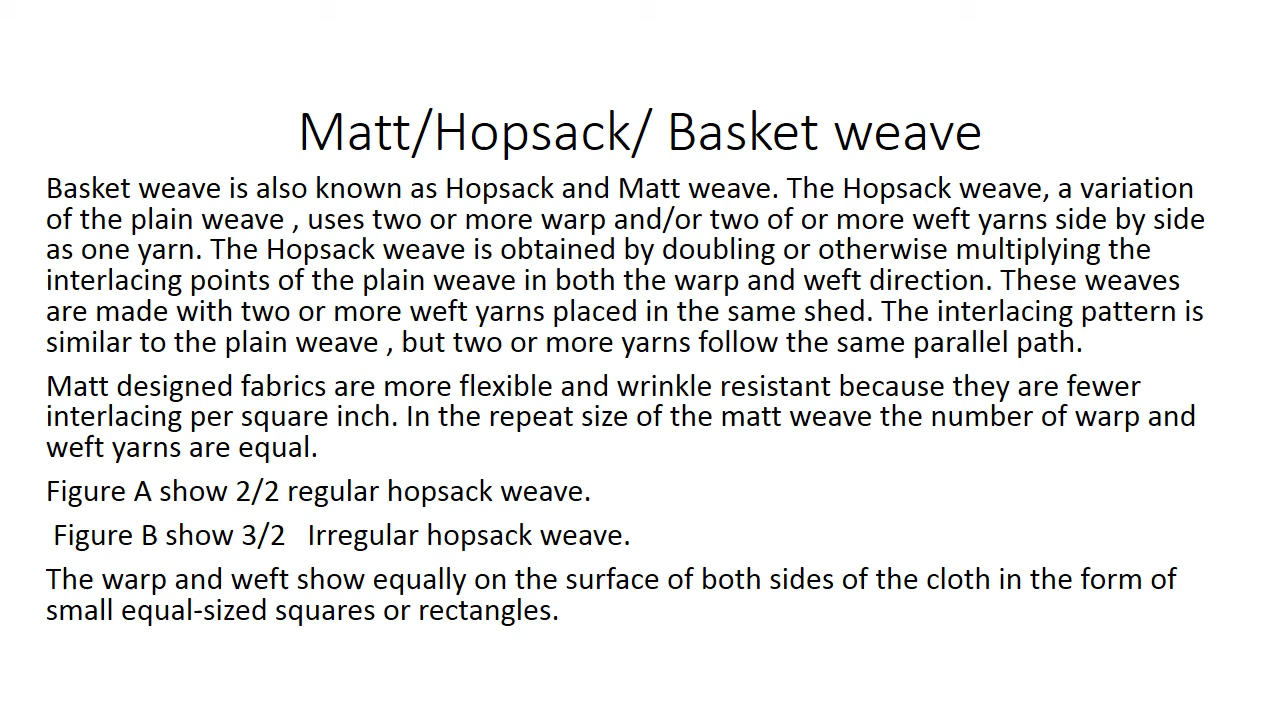 Matt/Hopsack/ Basket weave
Basket weave is also known as Hopsack and Matt weave. The Hopsack weave, a variation
of the plain weave , uses two or more warp and/or two of or more weft yarns side by side
as one yarn. The Hopsack weave is obtained by doubling or otherwise multiplying the
interlacing points of the plain weave in both the warp and weft direction. These weaves
are made with two or more weft yarns placed in the same shed. The interlacing pattern is
similar to the plain weave , but two or more yarns follow the same parallel path.
Matt designed fabrics are more flexible and wrinkle resistant because they are fewer
interlacing per square inch. In the repeat size of the matt weave the number of warp and
weft yarns are equal.
Figure A show 2/2 regular hopsack weave.
Figure B show 3/2   Irregular hopsack weave.
The warp and weft show equally on the surface of both sides of the cloth in the form of
small equal-sized squares or rectangles.